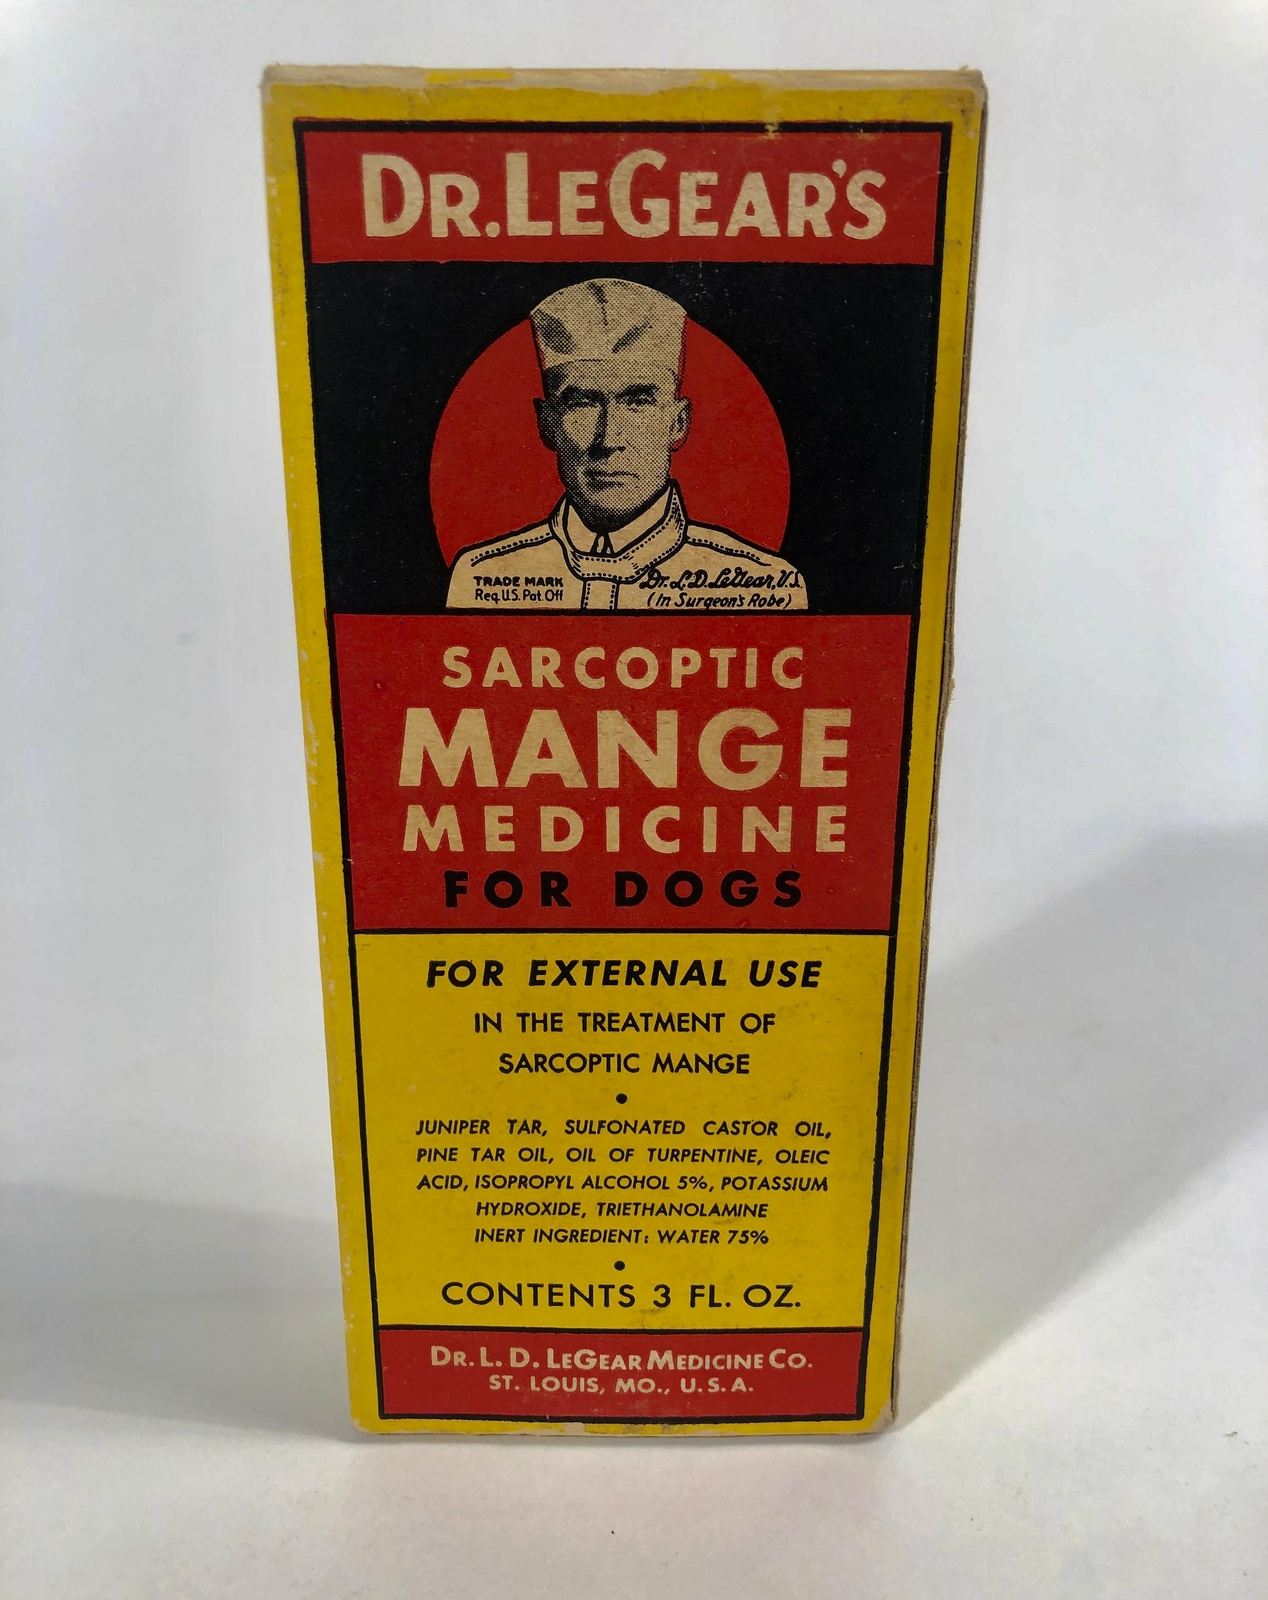 DR. LEGEAR'S
TRADE MARK
Reg. U.S. Pat. Off
Dr. L. D. LeGear, V.S.
(In Surgeon's Robe)
SARCOPTIC
MANGE
MEDICINE
FOR DOGS
FOR EXTERNAL USE
IN THE TREATMENT OF
SARCOPTIC MANGE
•
JUNIPER TAR, SULFONATED CASTOR OIL,
PINE TAR OIL, OIL OF TURPENTINE, OLEIC
ACID, ISOPROPYL ALCOHOL 5%, POTASSIUM
HYDROXIDE, TRIETHANOLAMINE
INERT INGREDIENT: WATER 75%
•
CONTENTS 3 FL. OZ.
DR. L. D. LEGEAR MEDICINE CO.
ST. LOUIS, MO., U.S.A.